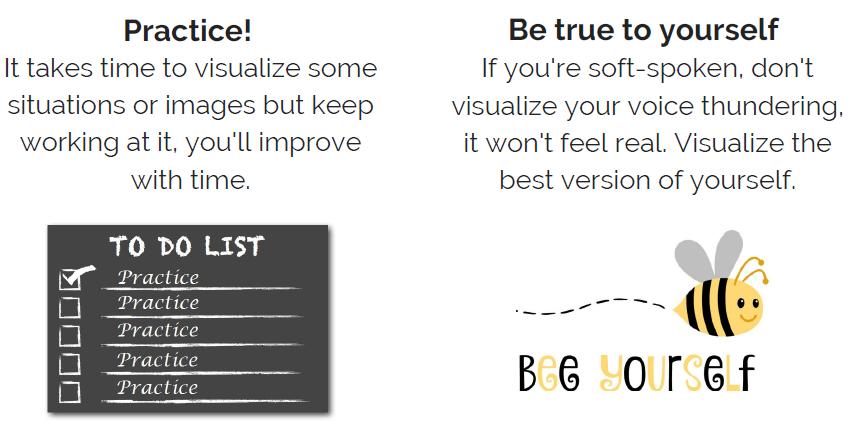 Practice!
It takes time to visualize some
situations or images but keep
working at it, you'll improve
with time.
TO DO LIST
Practice
Practice
Practice
Practice
Practice
Be true to yourself
If you're soft-spoken, don't
visualize your voice thundering,
it won't feel real. Visualize the
best version of yourself.
Bee YouRSeLf